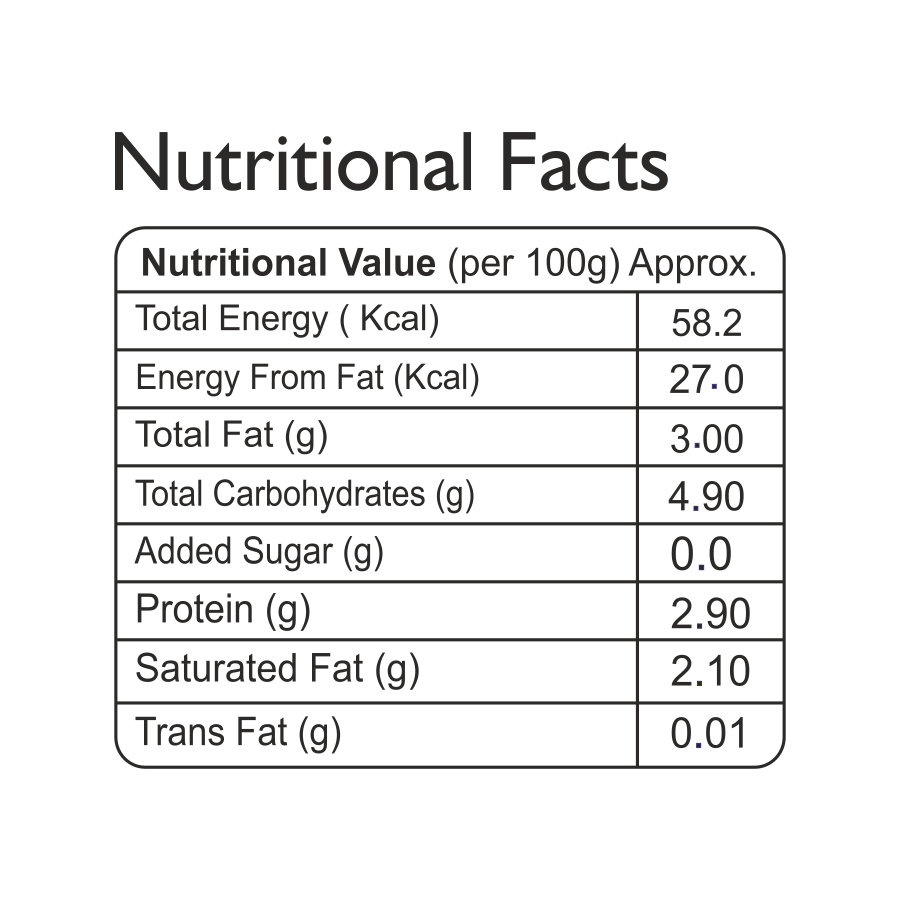 Nutritional Facts
Nutritional Value (per 100g) Approx.
Total Energy ( Kcal) 58.2
Energy From Fat (Kcal) 27.0
Total Fat (g) 3.00
Total Carbohydrates (g) 4.90
Added Sugar (g) 0.0
Protein (g) 2.90
Saturated Fat (g) 2.10
Trans Fat (g) 0.01